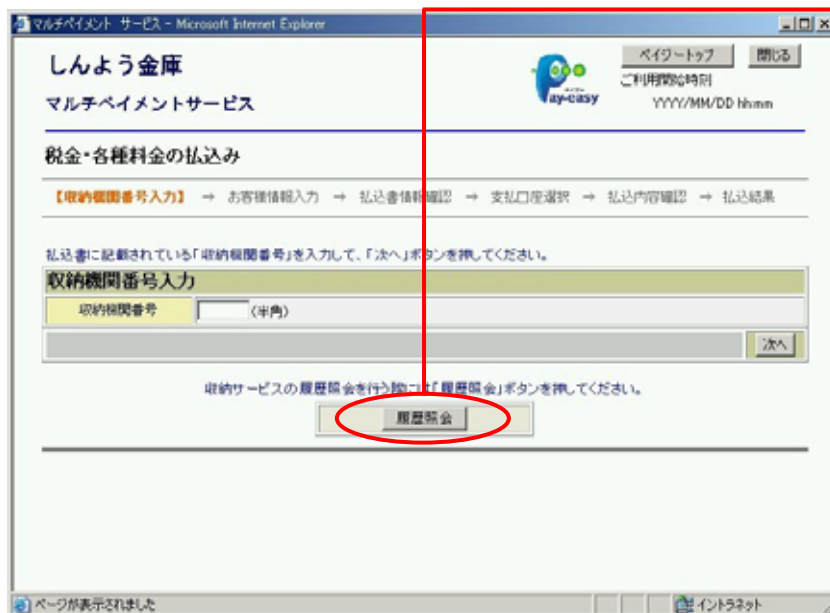 マルチペイメント サービス - Microsoft Internet Explorer
しんよう金庫
マルチペイメントサービス
Pay-easy
ペイジートップ 閉じる
ご利用開始時刻
YYYY/MM/DD hh:mm
税金・各種料金の払込み
【収納機関番号入力】 → お客様情報入力 → 払込書情報確認 → 支払口座選択 → 払込内容確認 → 払込結果
払込書に記載されている「収納機関番号」を入力して、「次へ」ボタンを押してください。
収納機関番号入力
収納機関番号 (半角)
次へ
収納サービスの履歴照会を行う際には「履歴照会」ボタンを押してください。
履歴照会
ページが表示されました イントラネット